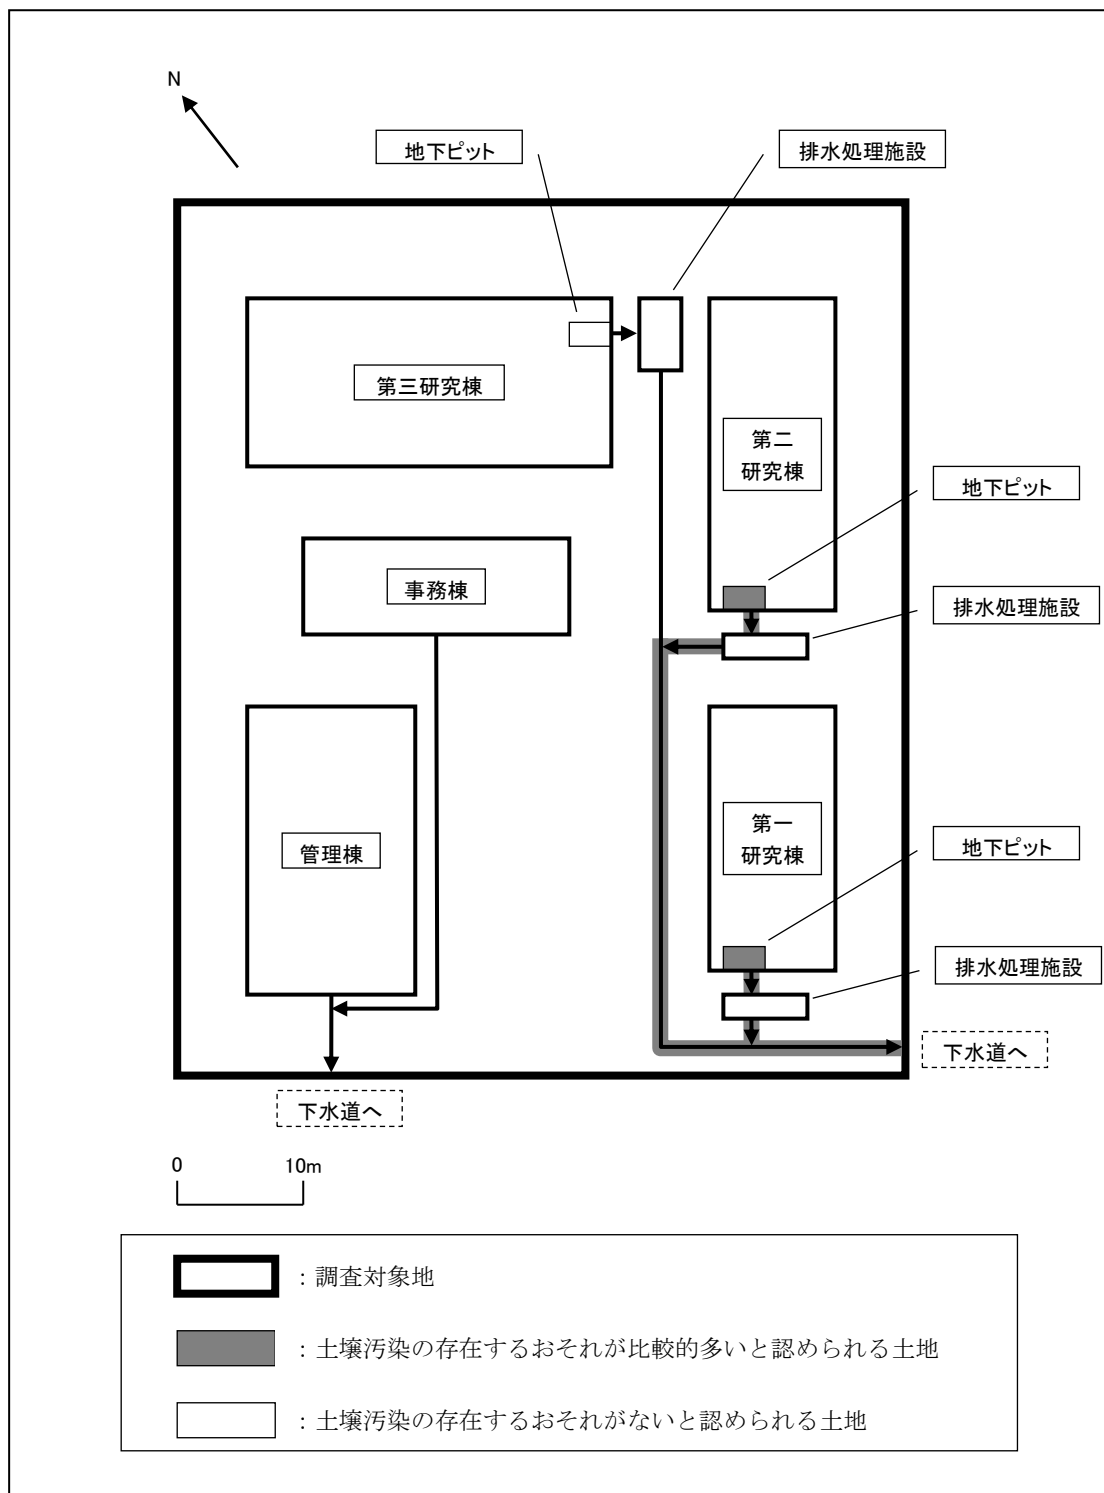 N
地下ピット
排水処理施設
第三研究棟
第二
研究棟
地下ピット
事務棟
排水処理施設
第一
研究棟
管理棟
地下ピット
排水処理施設
下水道へ
下水道へ
0 10m
：調査対象地
：土壌汚染の存在するおそれが比較的多いと認められる土地
：土壌汚染の存在するおそれがないと認められる土地